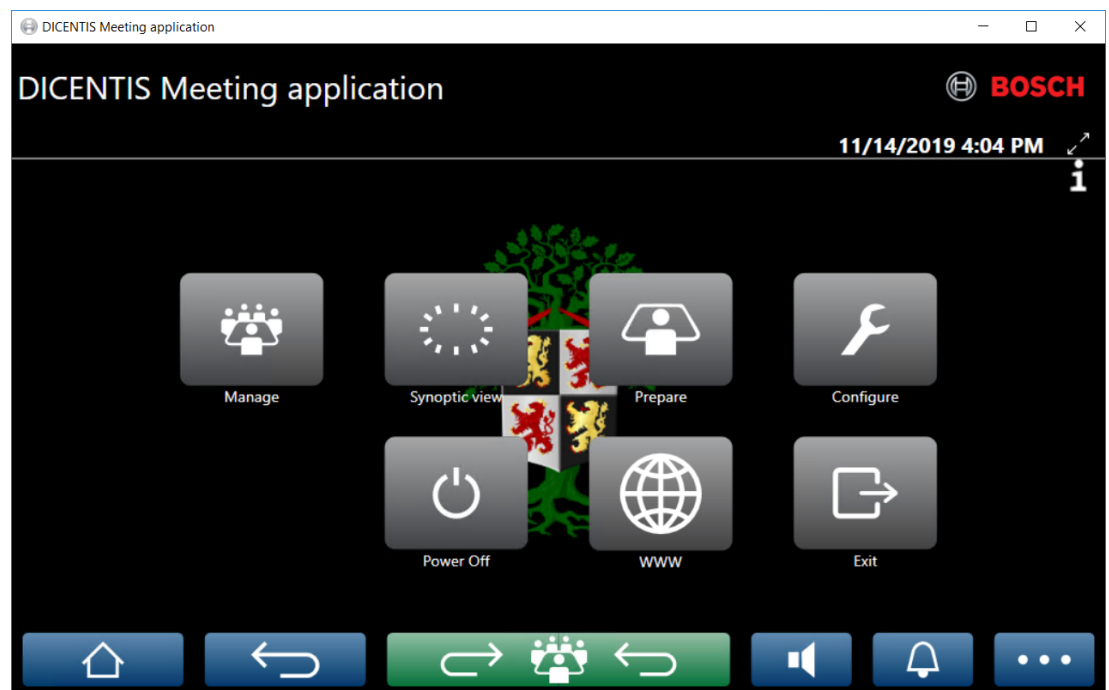 DICENTIS Meeting application
DICENTIS Meeting application
BOSCH
11/14/2019 4:04 PM
Manage
Synoptic view
Prepare
Configure
Power Off
WWW
Exit